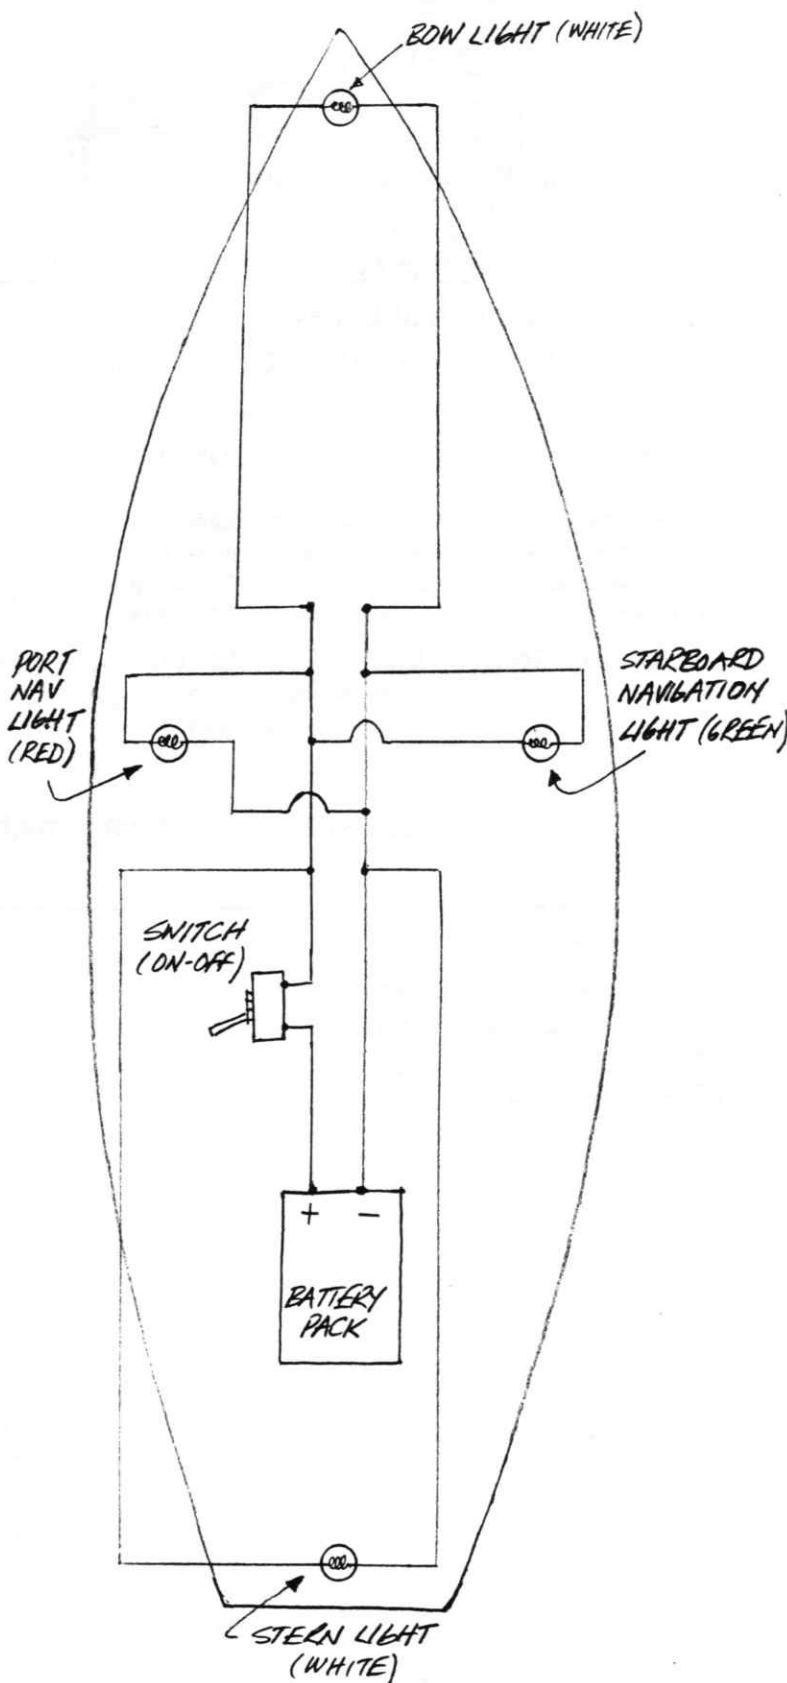 BOW LIGHT (WHITE)
PORT
NAV
LIGHT
(RED)
STARBOARD
NAVIGATION
LIGHT (GREEN)
SWITCH
(ON-OFF)
+ −
BATTERY
PACK
STERN LIGHT
(WHITE)